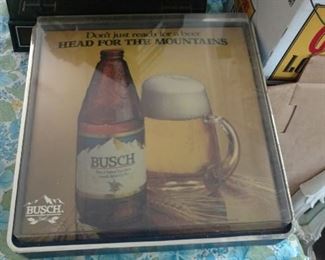 Don't just reach for a beer.
HEAD FOR THE MOUNTAINS
BUSCH
BUSCH